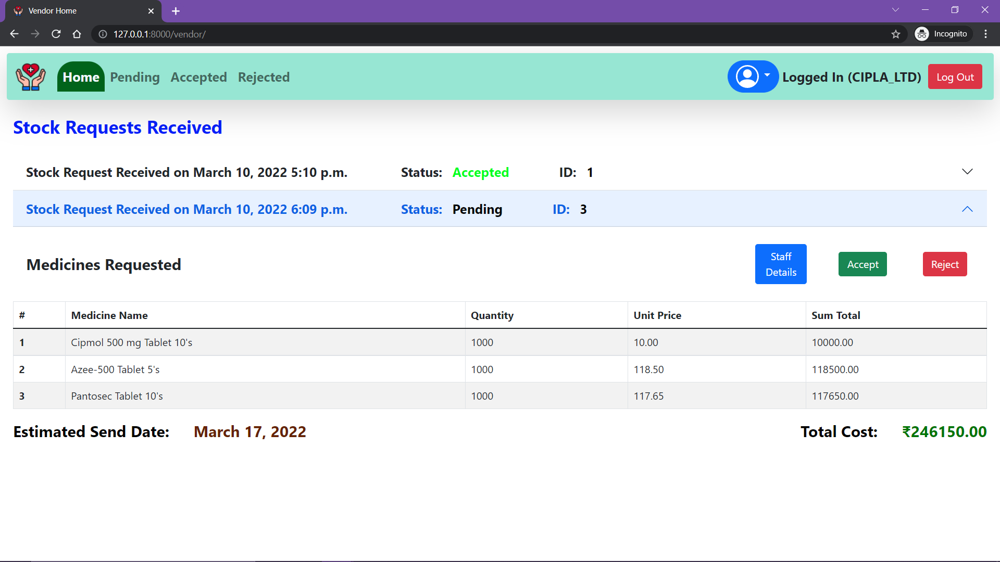 Vendor Home
127.0.0.1:8000/vendor/
Incognito
Home Pending Accepted Rejected
Logged In (CIPLA_LTD) Log Out
Stock Requests Received
Stock Request Received on March 10, 2022 5:10 p.m. Status: Accepted ID: 1
Stock Request Received on March 10, 2022 6:09 p.m. Status: Pending ID: 3
Medicines Requested
Staff
Details
Accept
Reject
# Medicine Name Quantity Unit Price Sum Total
1 Cipmol 500 mg Tablet 10's 1000 10.00 10000.00
2 Azee-500 Tablet 5's 1000 118.50 118500.00
3 Pantosec Tablet 10's 1000 117.65 117650.00
Estimated Send Date: March 17, 2022 Total Cost: ₹246150.00